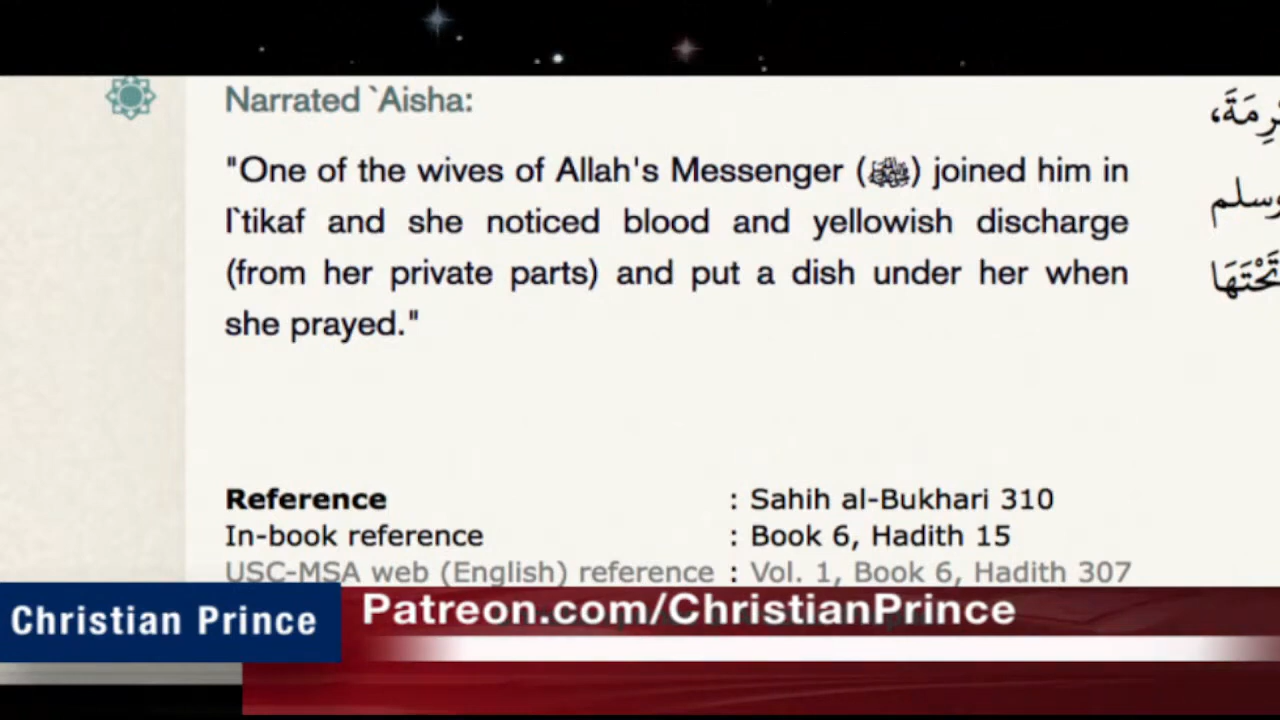 Narrated `Aisha:
"One of the wives of Allah's Messenger (ﷺ) joined him in
I`tikaf and she noticed blood and yellowish discharge
(from her private parts) and put a dish under her when
she prayed."
وسلم
تَحْتَهَا
Reference : Sahih al-Bukhari 310
In-book reference : Book 6, Hadith 15
USC-MSA web (English) reference : Vol. 1, Book 6, Hadith 307
Christian Prince
Patreon.com/ChristianPrince